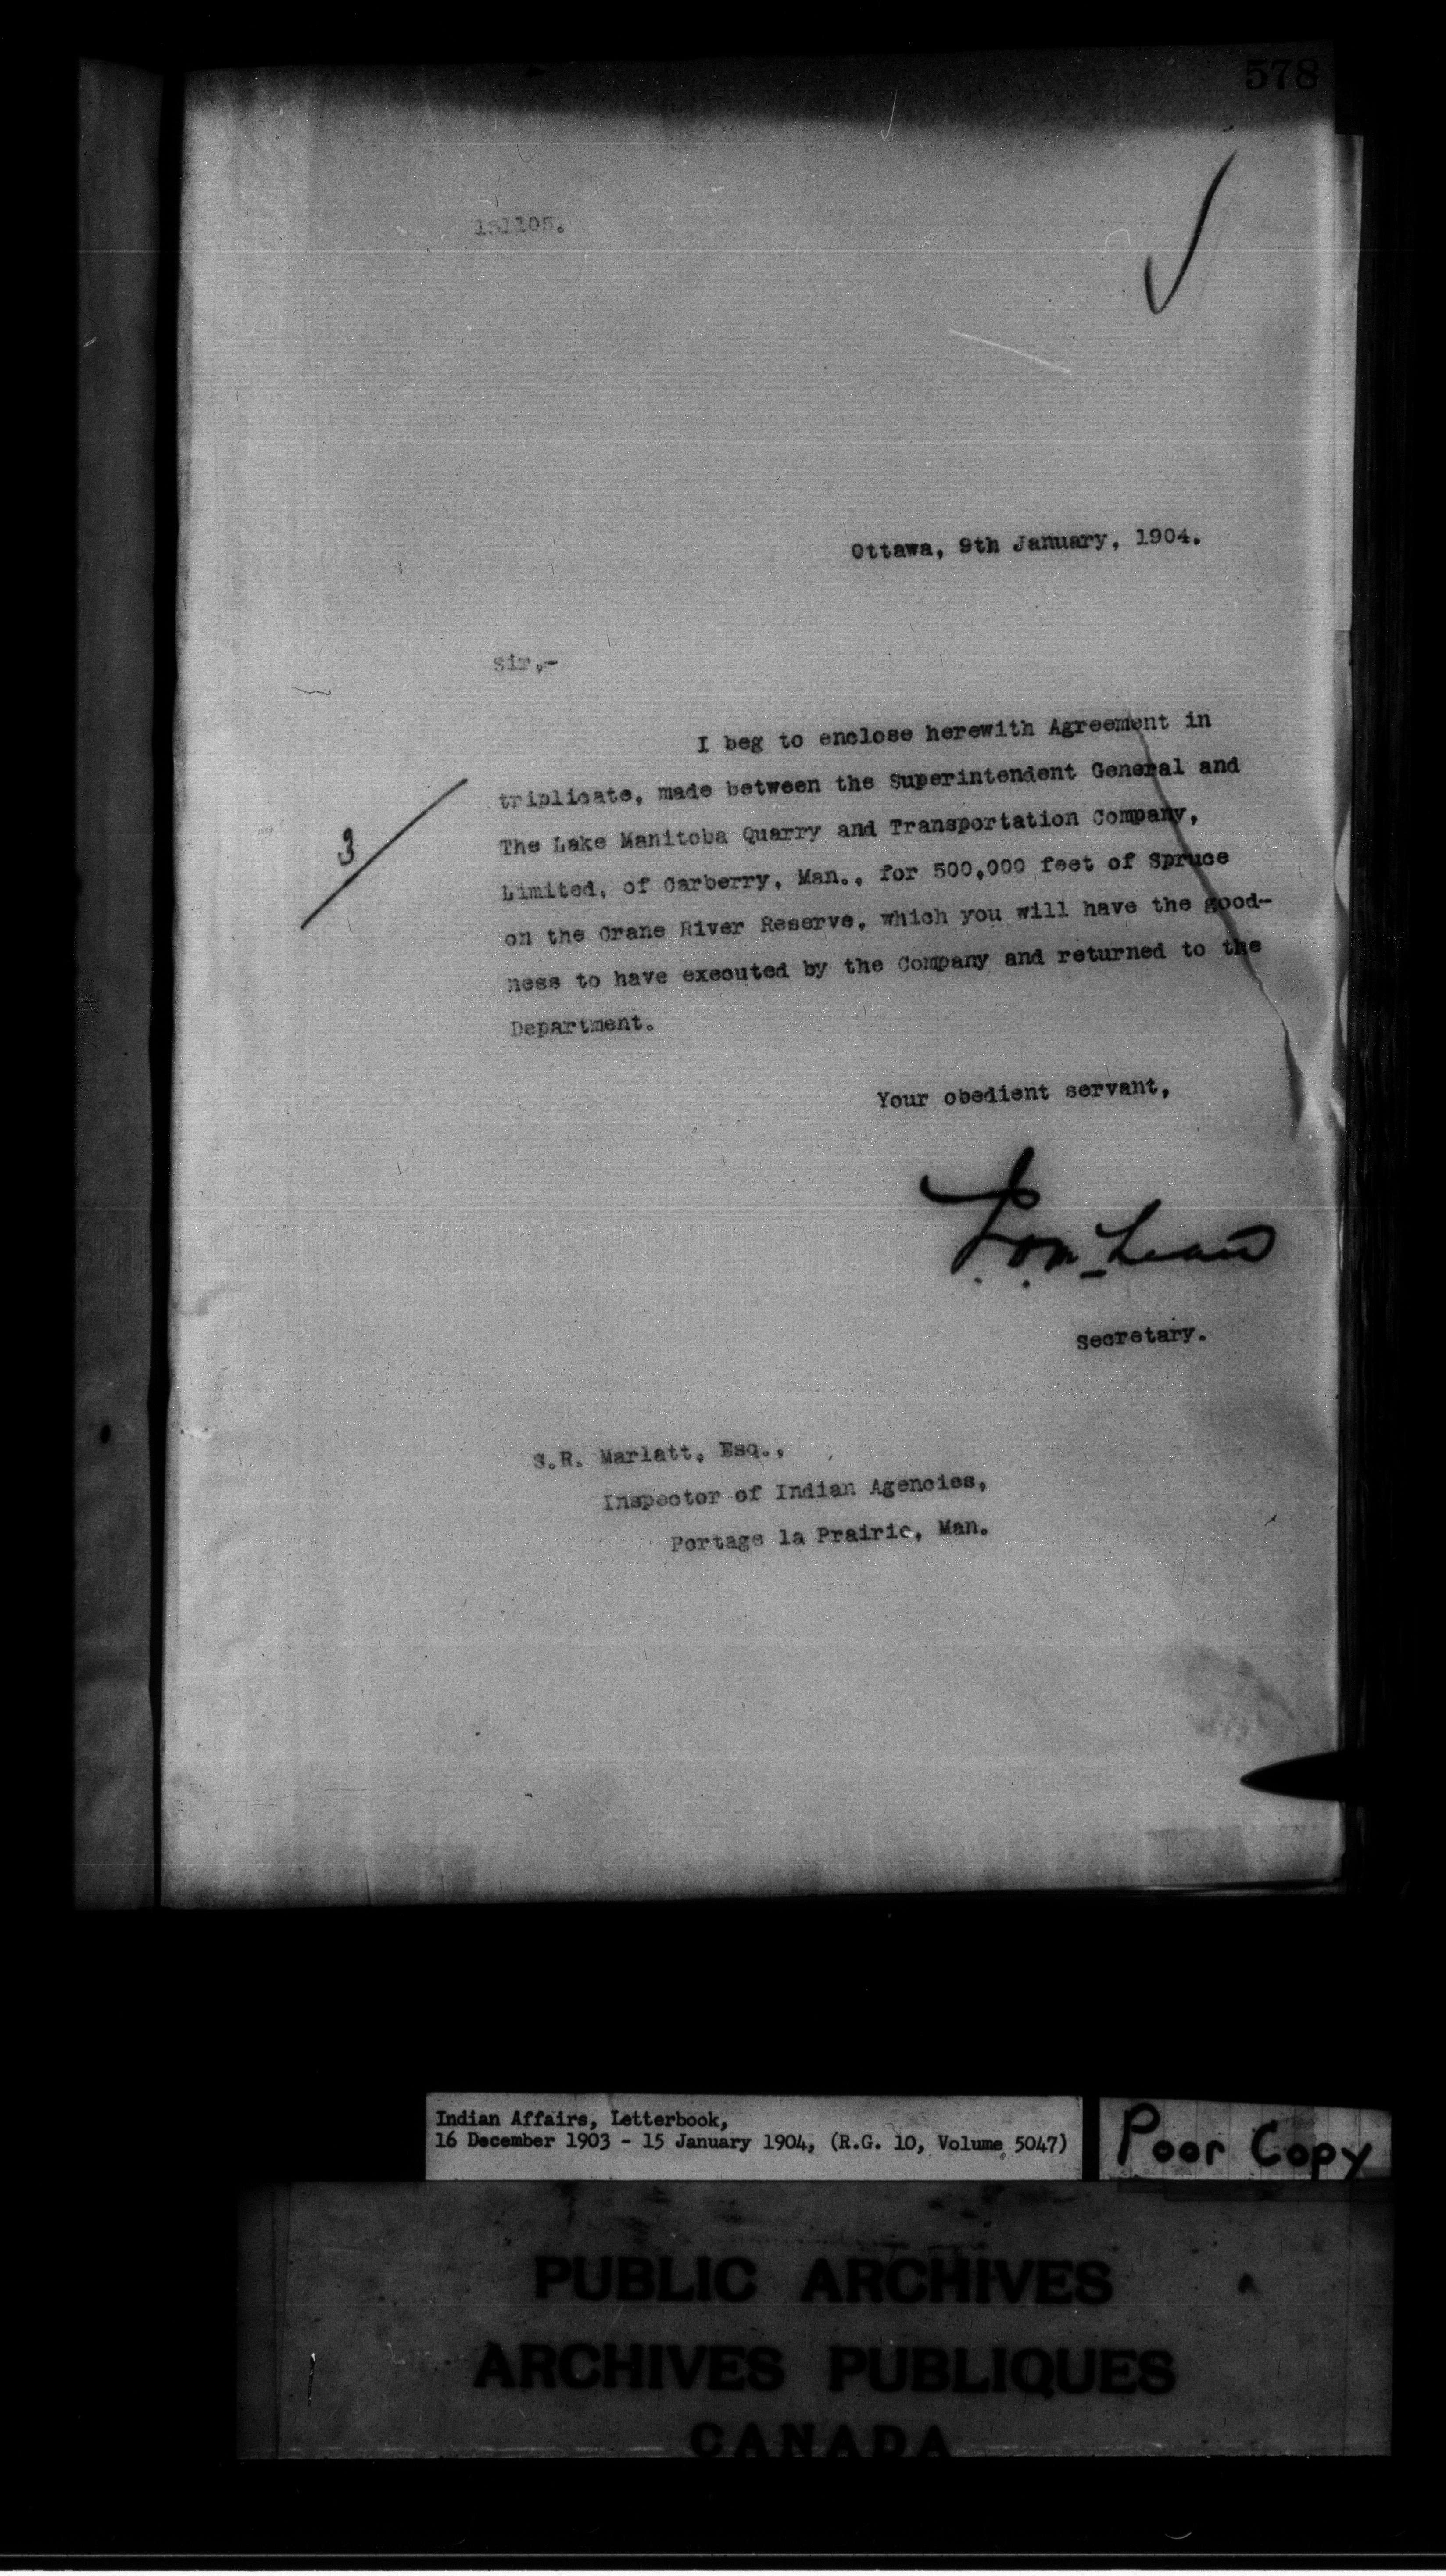 578
Ottawa, 9th January, 1904.
Sir,-
I beg to enclose herewith Agreement in
triplicate, made between the Superintendent General and
The Lake Manitoba Quarry and Transportation Company,
3
Limited, of Carberry, Man., for 500,000 feet of Spruce
on the Crane River Reserve, which you will have the good-
ness to have executed by the Company and returned to the
Department.
Your obedient servant,
Secretary.
S.R. Marlatt, Esq.,
Inspector of Indian Agencies,
Portage la Prairie, Man.
Indian Affairs, Letterbook,
16 December 1903 - 15 January 1904, (R.G. 10, Volume 5047)
Poor Copy
PUBLIC ARCHIVES
ARCHIVES PUBLIQUES
CANADA